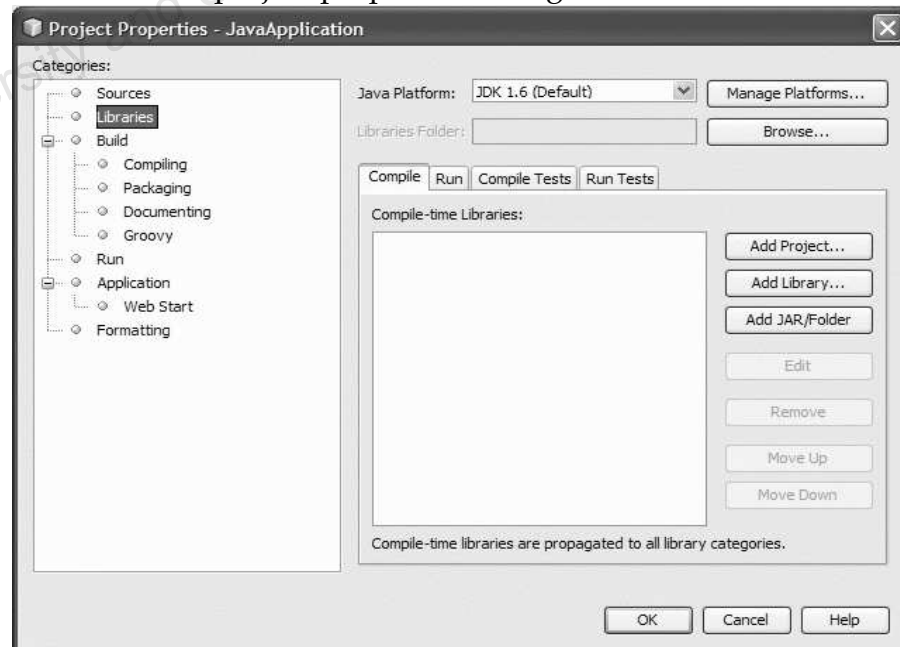 Project Properties - JavaApplication
Categories:
Sources
Libraries
Build
Compiling
Packaging
Documenting
Groovy
Run
Application
Web Start
Formatting
Java Platform: JDK 1.6 (Default) Manage Platforms...
Libraries Folder: Browse...
Compile Run Compile Tests Run Tests
Compile-time Libraries:
Add Project...
Add Library...
Add JAR/Folder
Edit
Remove
Move Up
Move Down
Compile-time libraries are propagated to all library categories.
OK Cancel Help